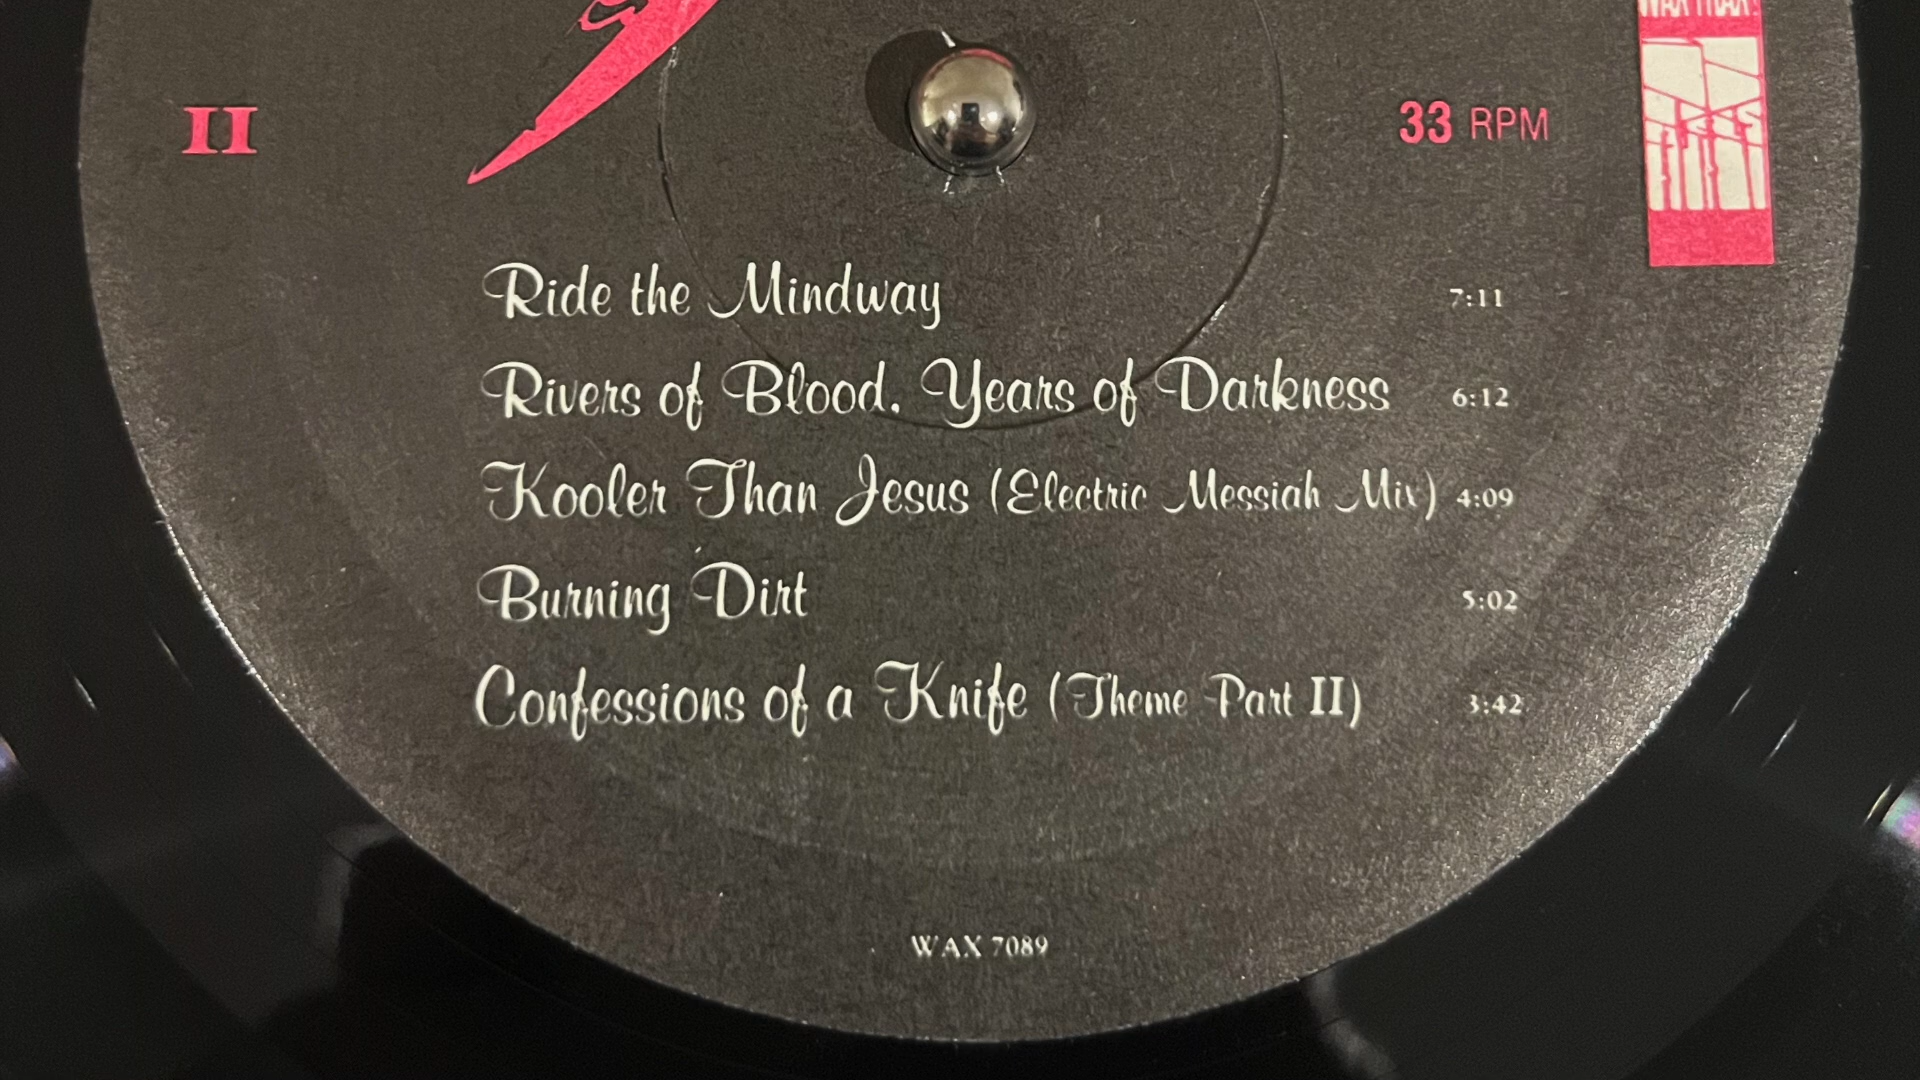 WAX TRAX!
II
33 RPM
Ride the Mindway 7:11
Rivers of Blood, Years of Darkness 6:12
Kooler Than Jesus (Electric Messiah Mix) 4:09
Burning Dirt 5:02
Confessions of a Knife (Theme Part II) 3:42
WAX 7089